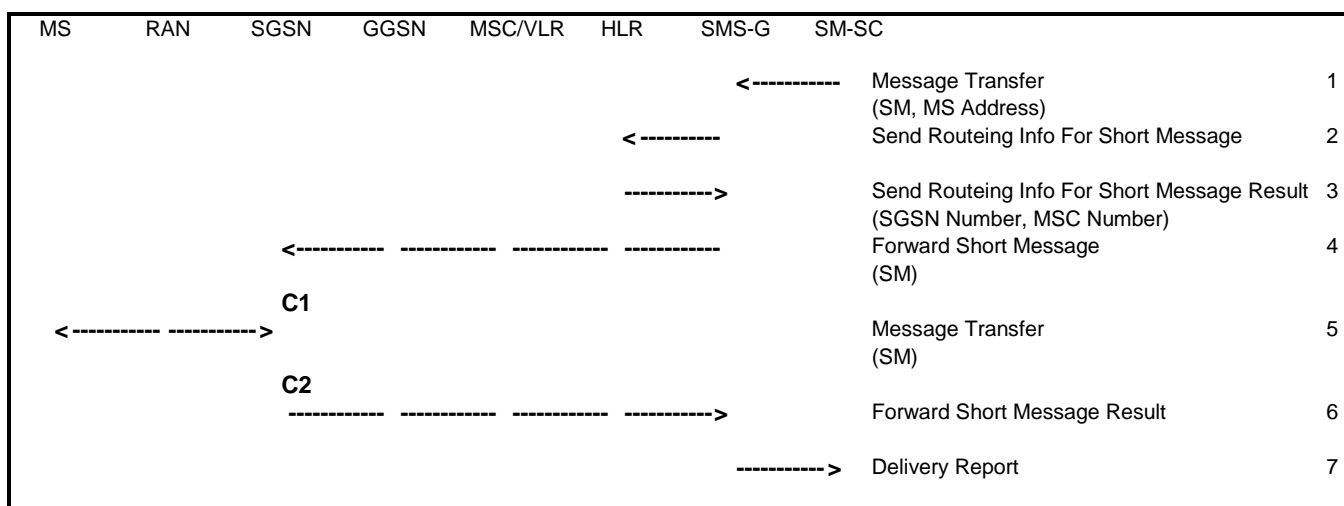 MS RAN SGSN GGSN MSC/VLR HLR SMS-G SM-SC
Message Transfer 1
(SM, MS Address)
Send Routeing Info For Short Message 2
Send Routeing Info For Short Message Result 3
(SGSN Number, MSC Number)
Forward Short Message 4
(SM)
C1
Message Transfer 5
(SM)
C2
Forward Short Message Result 6
Delivery Report 7